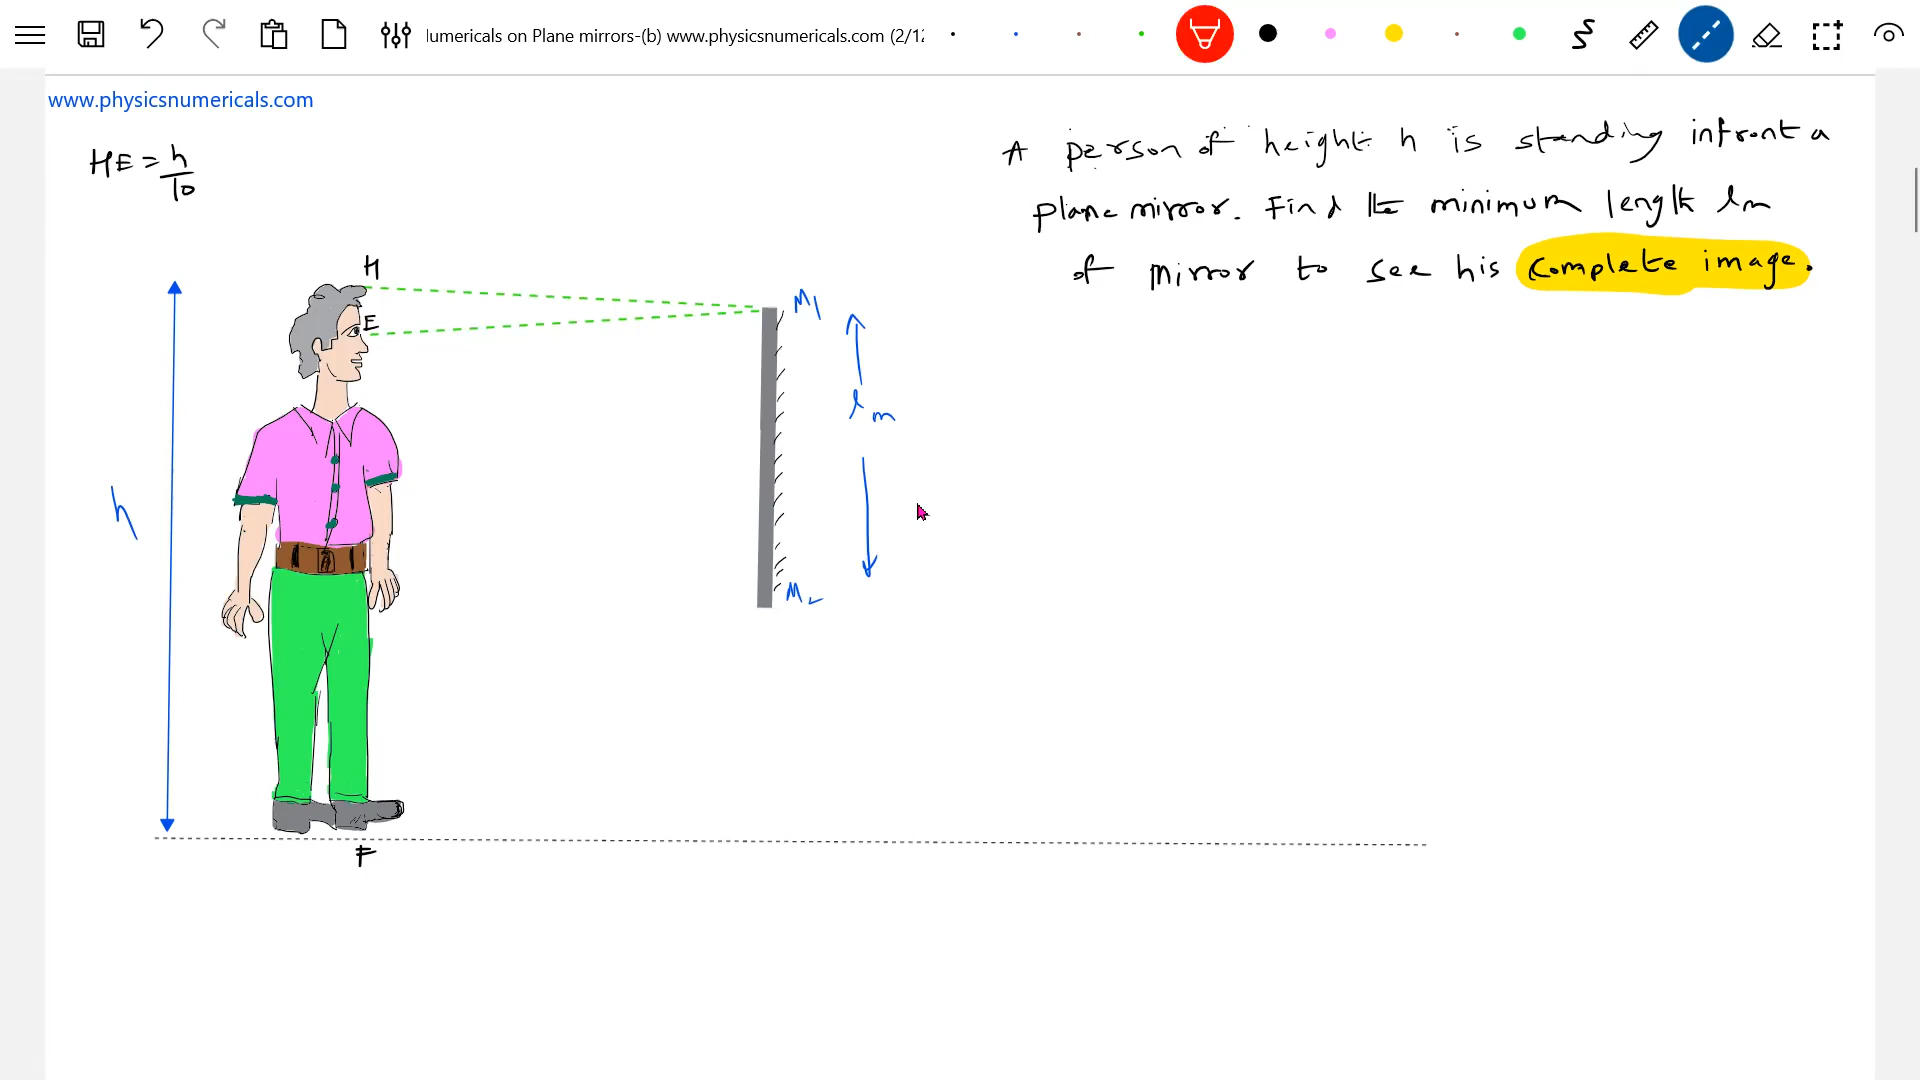 lumericals on Plane mirrors-(b) www.physicsnumericals.com (2/12
www.physicsnumericals.com
HE = h/10
A person of height h is standing infront a
plane mirror. Find the minimum length lm
of mirror to see his complete image.
H
E
M1
lm
h
M2
F